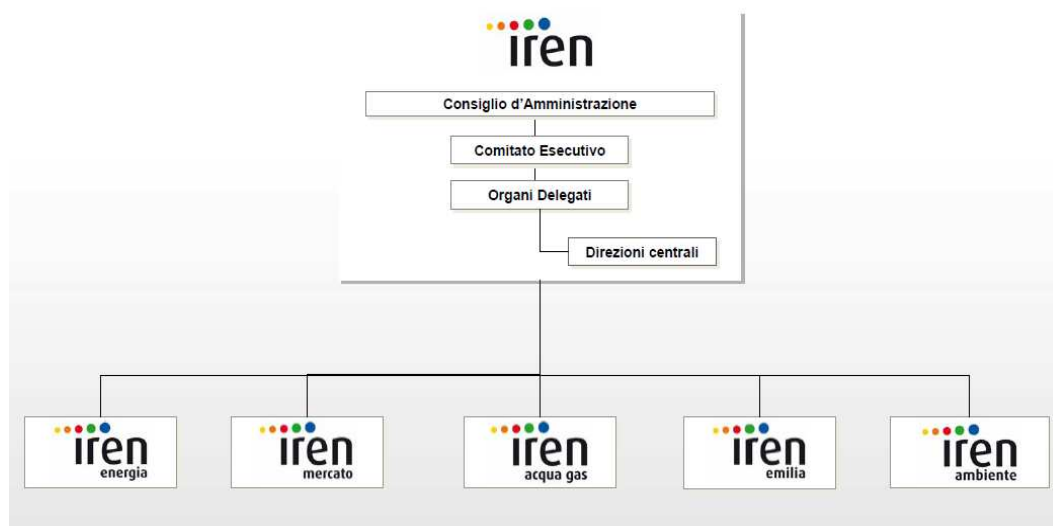 iren
Consiglio d'Amministrazione
Comitato Esecutivo
Organi Delegati
Direzioni centrali
iren
energia
iren
mercato
iren
acqua gas
iren
emilia
iren
ambiente